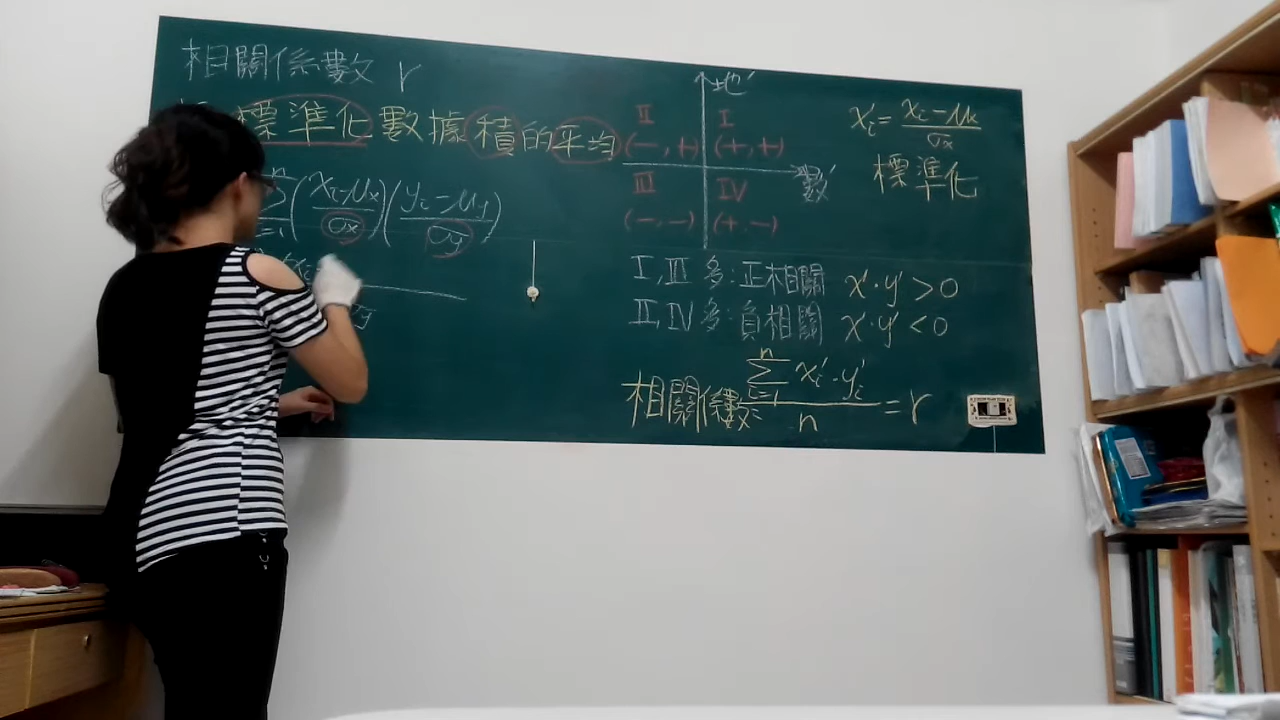 相關係數 r
標準化數據積的平均
n
Σ (xᵢ-μx / σx)(yᵢ-μy / σy)
i=1
地'
數'
II
I
(-,+)
(+,+)
III
IV
(-,-)
(+,-)
xᵢ' = xᵢ-μx / σx
標準化
I,III 多:正相關 x'·y' > 0
II,IV 多:負相關 x'·y' < 0
相關係數= Σ(i=1→n) xᵢ'·yᵢ' / n = r